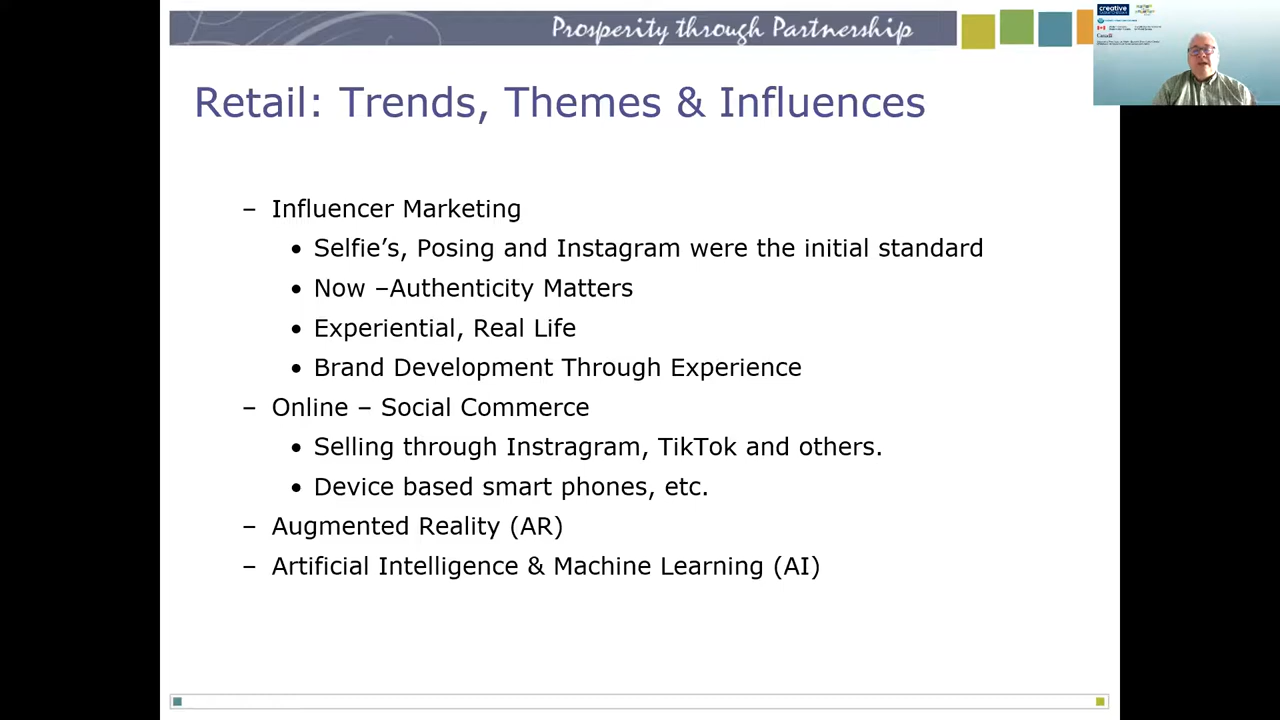 Prosperity through Partnership
creative
Canada
Retail: Trends, Themes & Influences
– Influencer Marketing
• Selfie’s, Posing and Instagram were the initial standard
• Now –Authenticity Matters
• Experiential, Real Life
• Brand Development Through Experience
– Online – Social Commerce
• Selling through Instragram, TikTok and others.
• Device based smart phones, etc.
– Augmented Reality (AR)
– Artificial Intelligence & Machine Learning (AI)